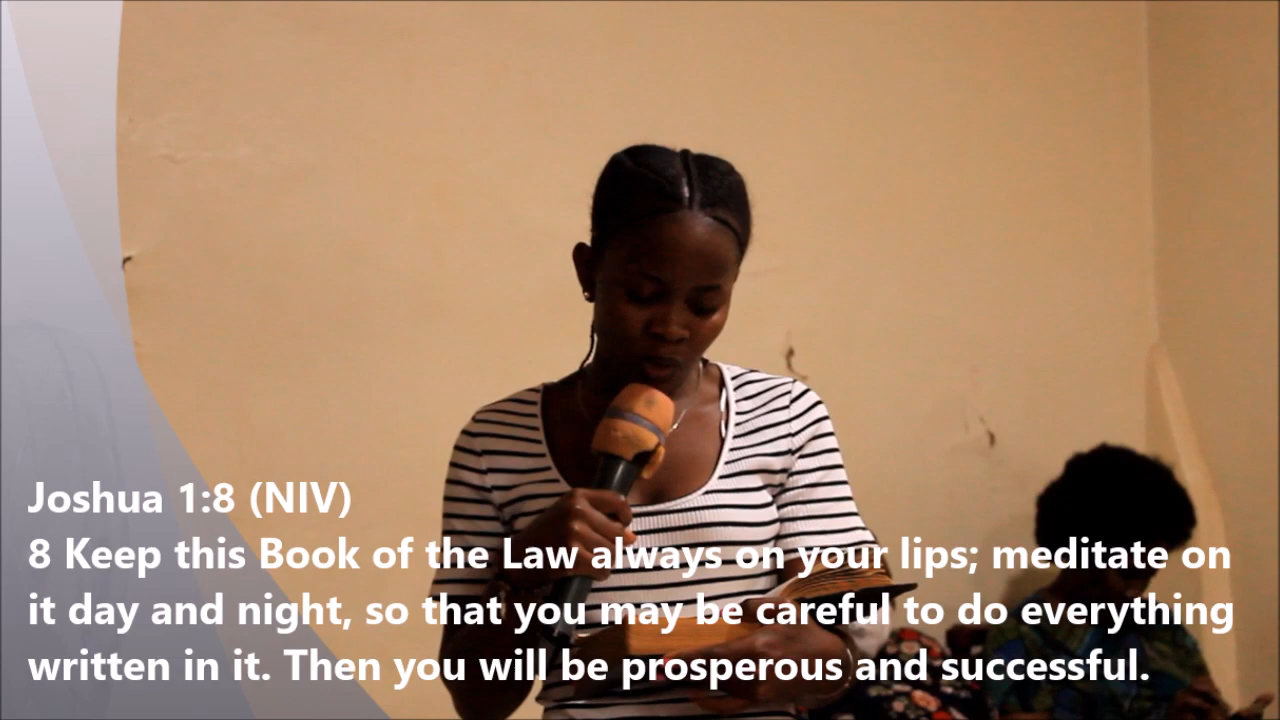 Joshua 1:8 (NIV)
8 Keep this Book of the Law always on your lips; meditate on
it day and night, so that you may be careful to do everything
written in it. Then you will be prosperous and successful.